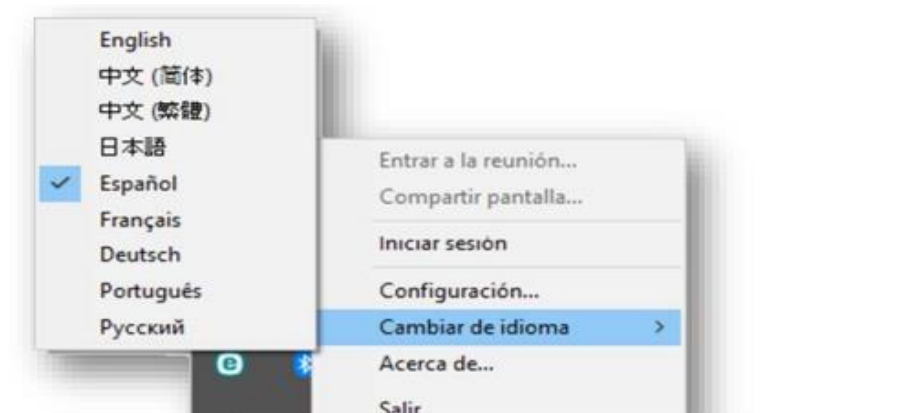 English
中文 (简体)
中文 (繁體)
日本語
Español
Français
Deutsch
Português
Русский
Entrar a la reunión...
Compartir pantalla...
Iniciar sesión
Configuración...
Cambiar de idioma
Acerca de...
Salir